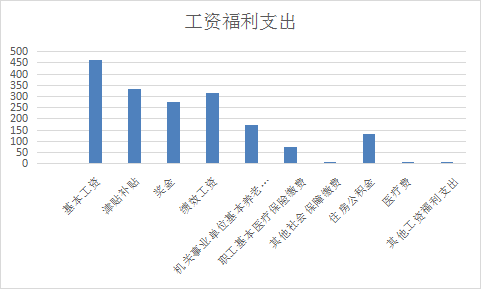 工资福利支出
500
450
400
350
300
250
200
150
100
50
0
基本工资
津贴补贴
奖金
绩效工资
机关事业单位基本养老…
职工基本医疗保险缴费
其他社会保障缴费
住房公积金
医疗费
其他工资福利支出